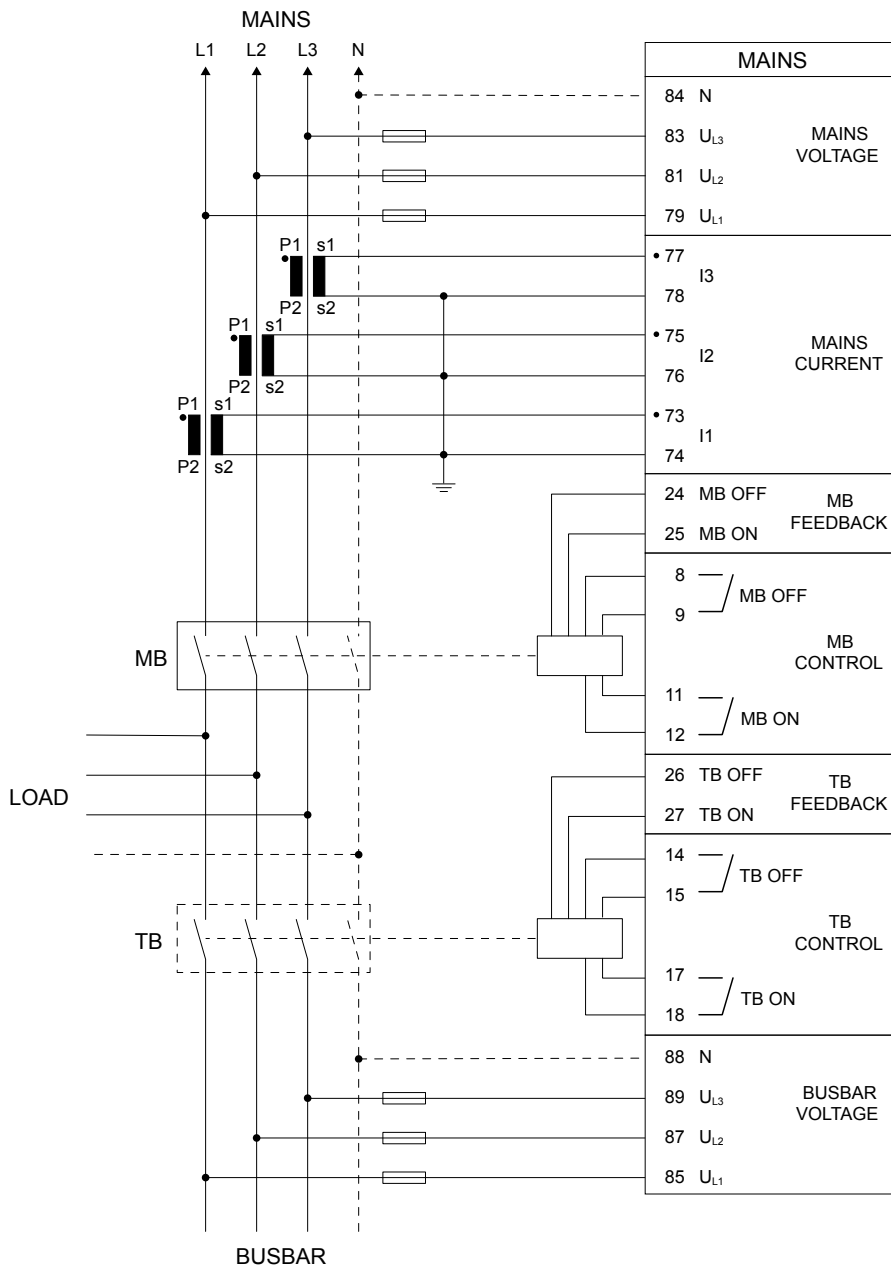 MAINS
L1 L2 L3 N
MAINS
84 N
83 UL3
81 UL2
79 UL1
MAINS
VOLTAGE
P1 s1
P2 s2
P1 s1
P2 s2
P1 s1
P2 s2
77
78
I3
75
76
I2
73
74
I1
MAINS
CURRENT
24 MB OFF
25 MB ON
MB
FEEDBACK
8
9
MB OFF
11
12
MB ON
MB
CONTROL
MB
LOAD
26 TB OFF
27 TB ON
TB
FEEDBACK
14
15
TB OFF
17
18
TB ON
TB
CONTROL
TB
88 N
89 UL3
87 UL2
85 UL1
BUSBAR
VOLTAGE
BUSBAR